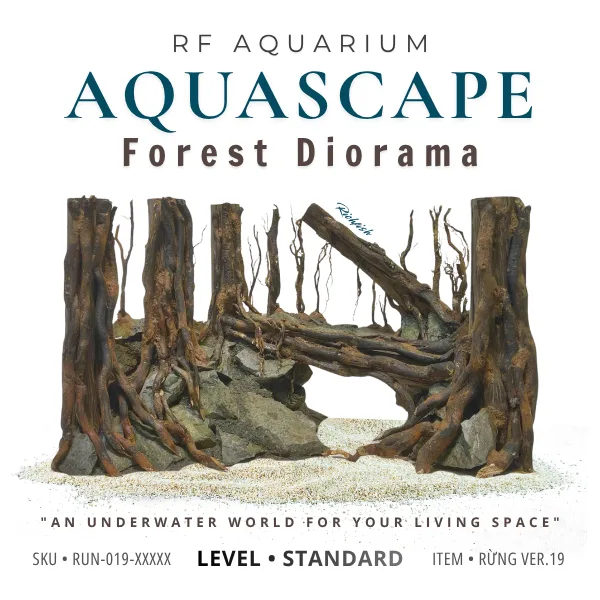 RF AQUARIUM
AQUASCAPE
Forest Diorama
Richfish
"AN UNDERWATER WORLD FOR YOUR LIVING SPACE"
SKU • RUN-019-XXXXX LEVEL • STANDARD ITEM • RỪNG VER.19